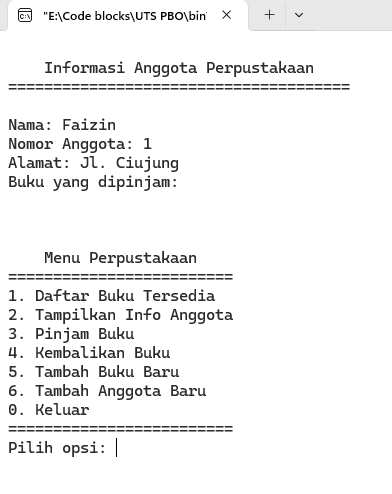 "E:\Code blocks\UTS PBO\bin\
Informasi Anggota Perpustakaan
======================================
Nama: Faizin
Nomor Anggota: 1
Alamat: Jl. Ciujung
Buku yang dipinjam:
Menu Perpustakaan
=========================
1. Daftar Buku Tersedia
2. Tampilkan Info Anggota
3. Pinjam Buku
4. Kembalikan Buku
5. Tambah Buku Baru
6. Tambah Anggota Baru
0. Keluar
=========================
Pilih opsi: